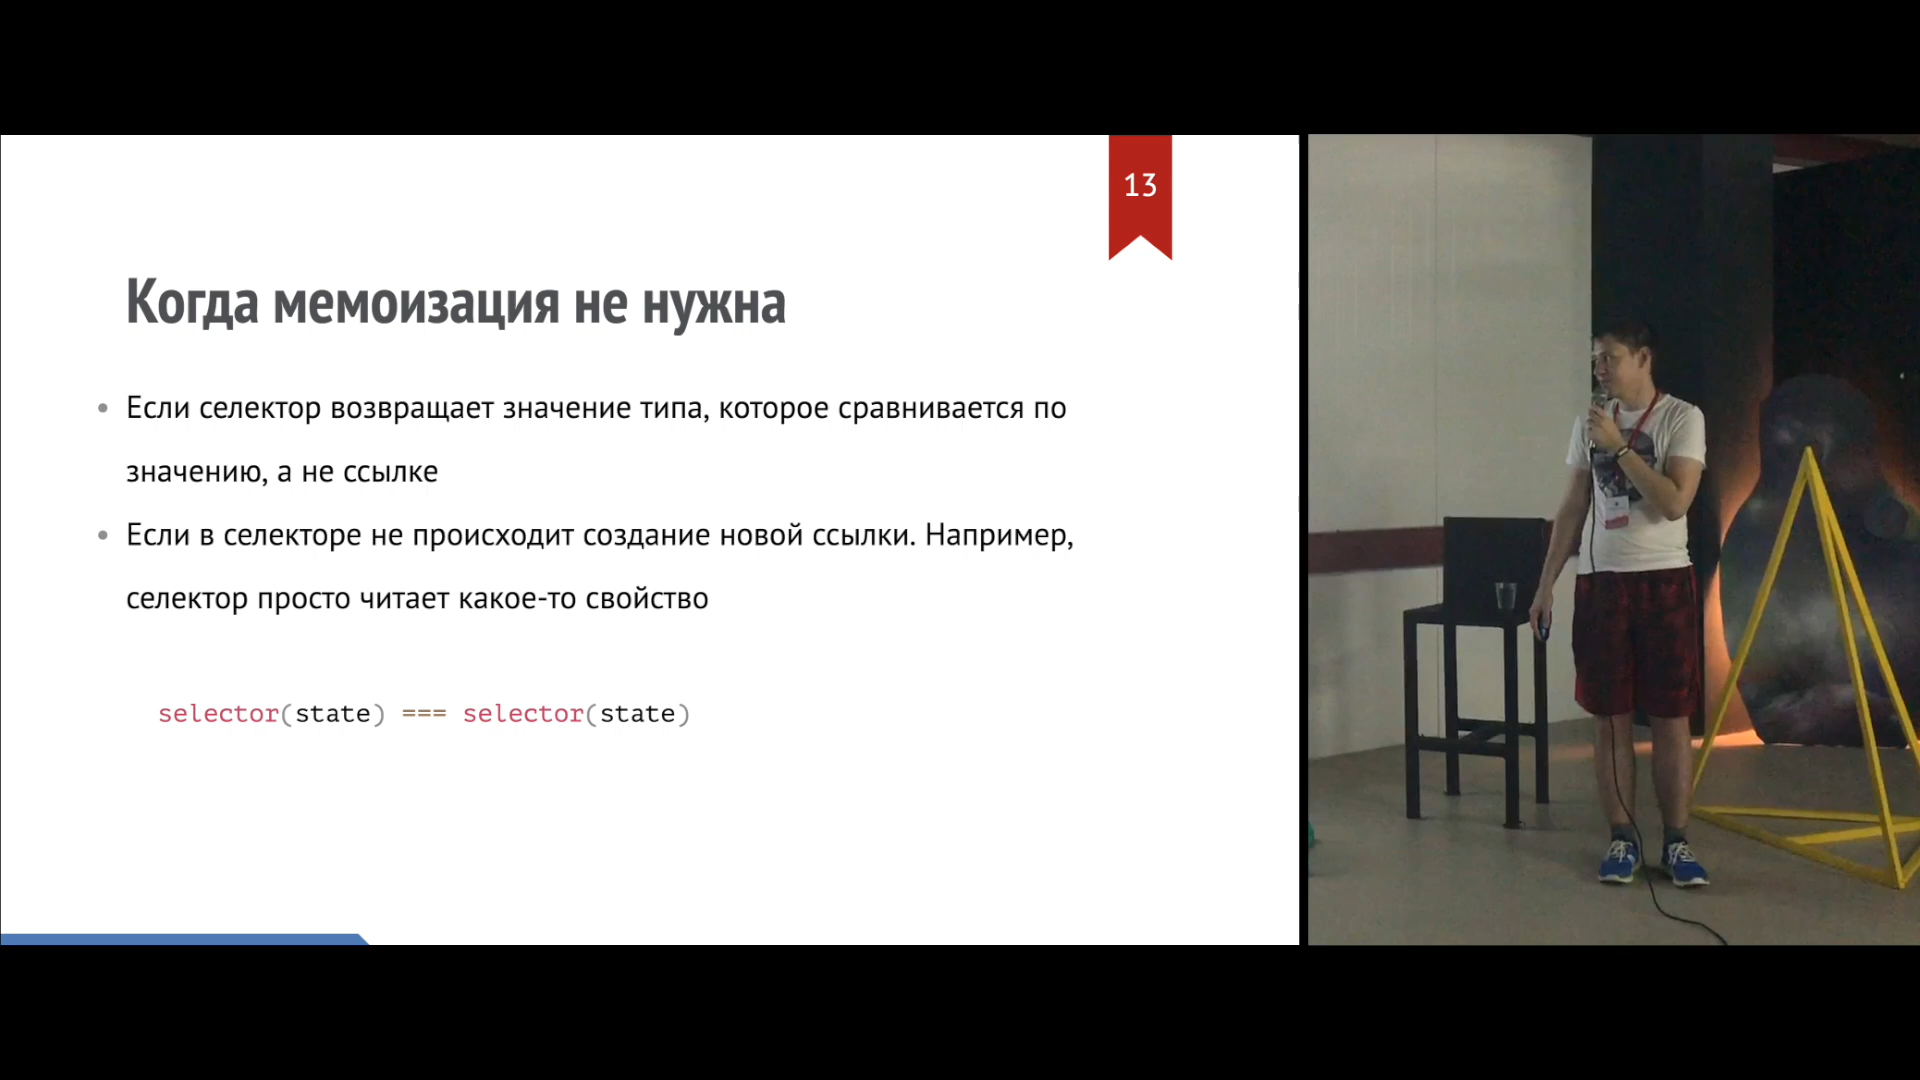 13
Когда мемоизация не нужна
Если селектор возвращает значение типа, которое сравнивается по
значению, а не ссылке
Если в селекторе не происходит создание новой ссылки. Например,
селектор просто читает какое-то свойство
selector(state) === selector(state)